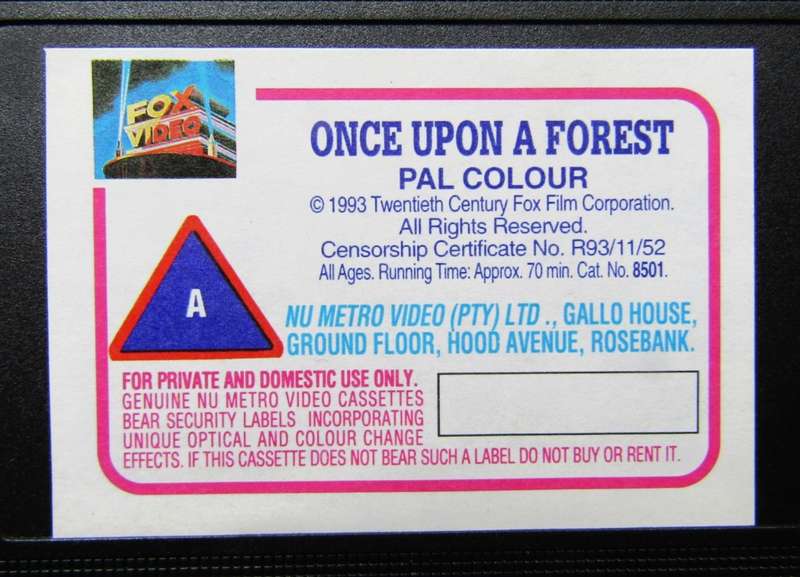 FOX
VIDEO
ONCE UPON A FOREST
PAL COLOUR
© 1993 Twentieth Century Fox Film Corporation.
All Rights Reserved.
Censorship Certificate No. R93/11/52
All Ages. Running Time: Approx. 70 min. Cat. No. 8501.
A
NU METRO VIDEO (PTY) LTD ., GALLO HOUSE,
GROUND FLOOR, HOOD AVENUE, ROSEBANK.
FOR PRIVATE AND DOMESTIC USE ONLY.
GENUINE NU METRO VIDEO CASSETTES
BEAR SECURITY LABELS INCORPORATING
UNIQUE OPTICAL AND COLOUR CHANGE
EFFECTS. IF THIS CASSETTE DOES NOT BEAR SUCH A LABEL DO NOT BUY OR RENT IT.